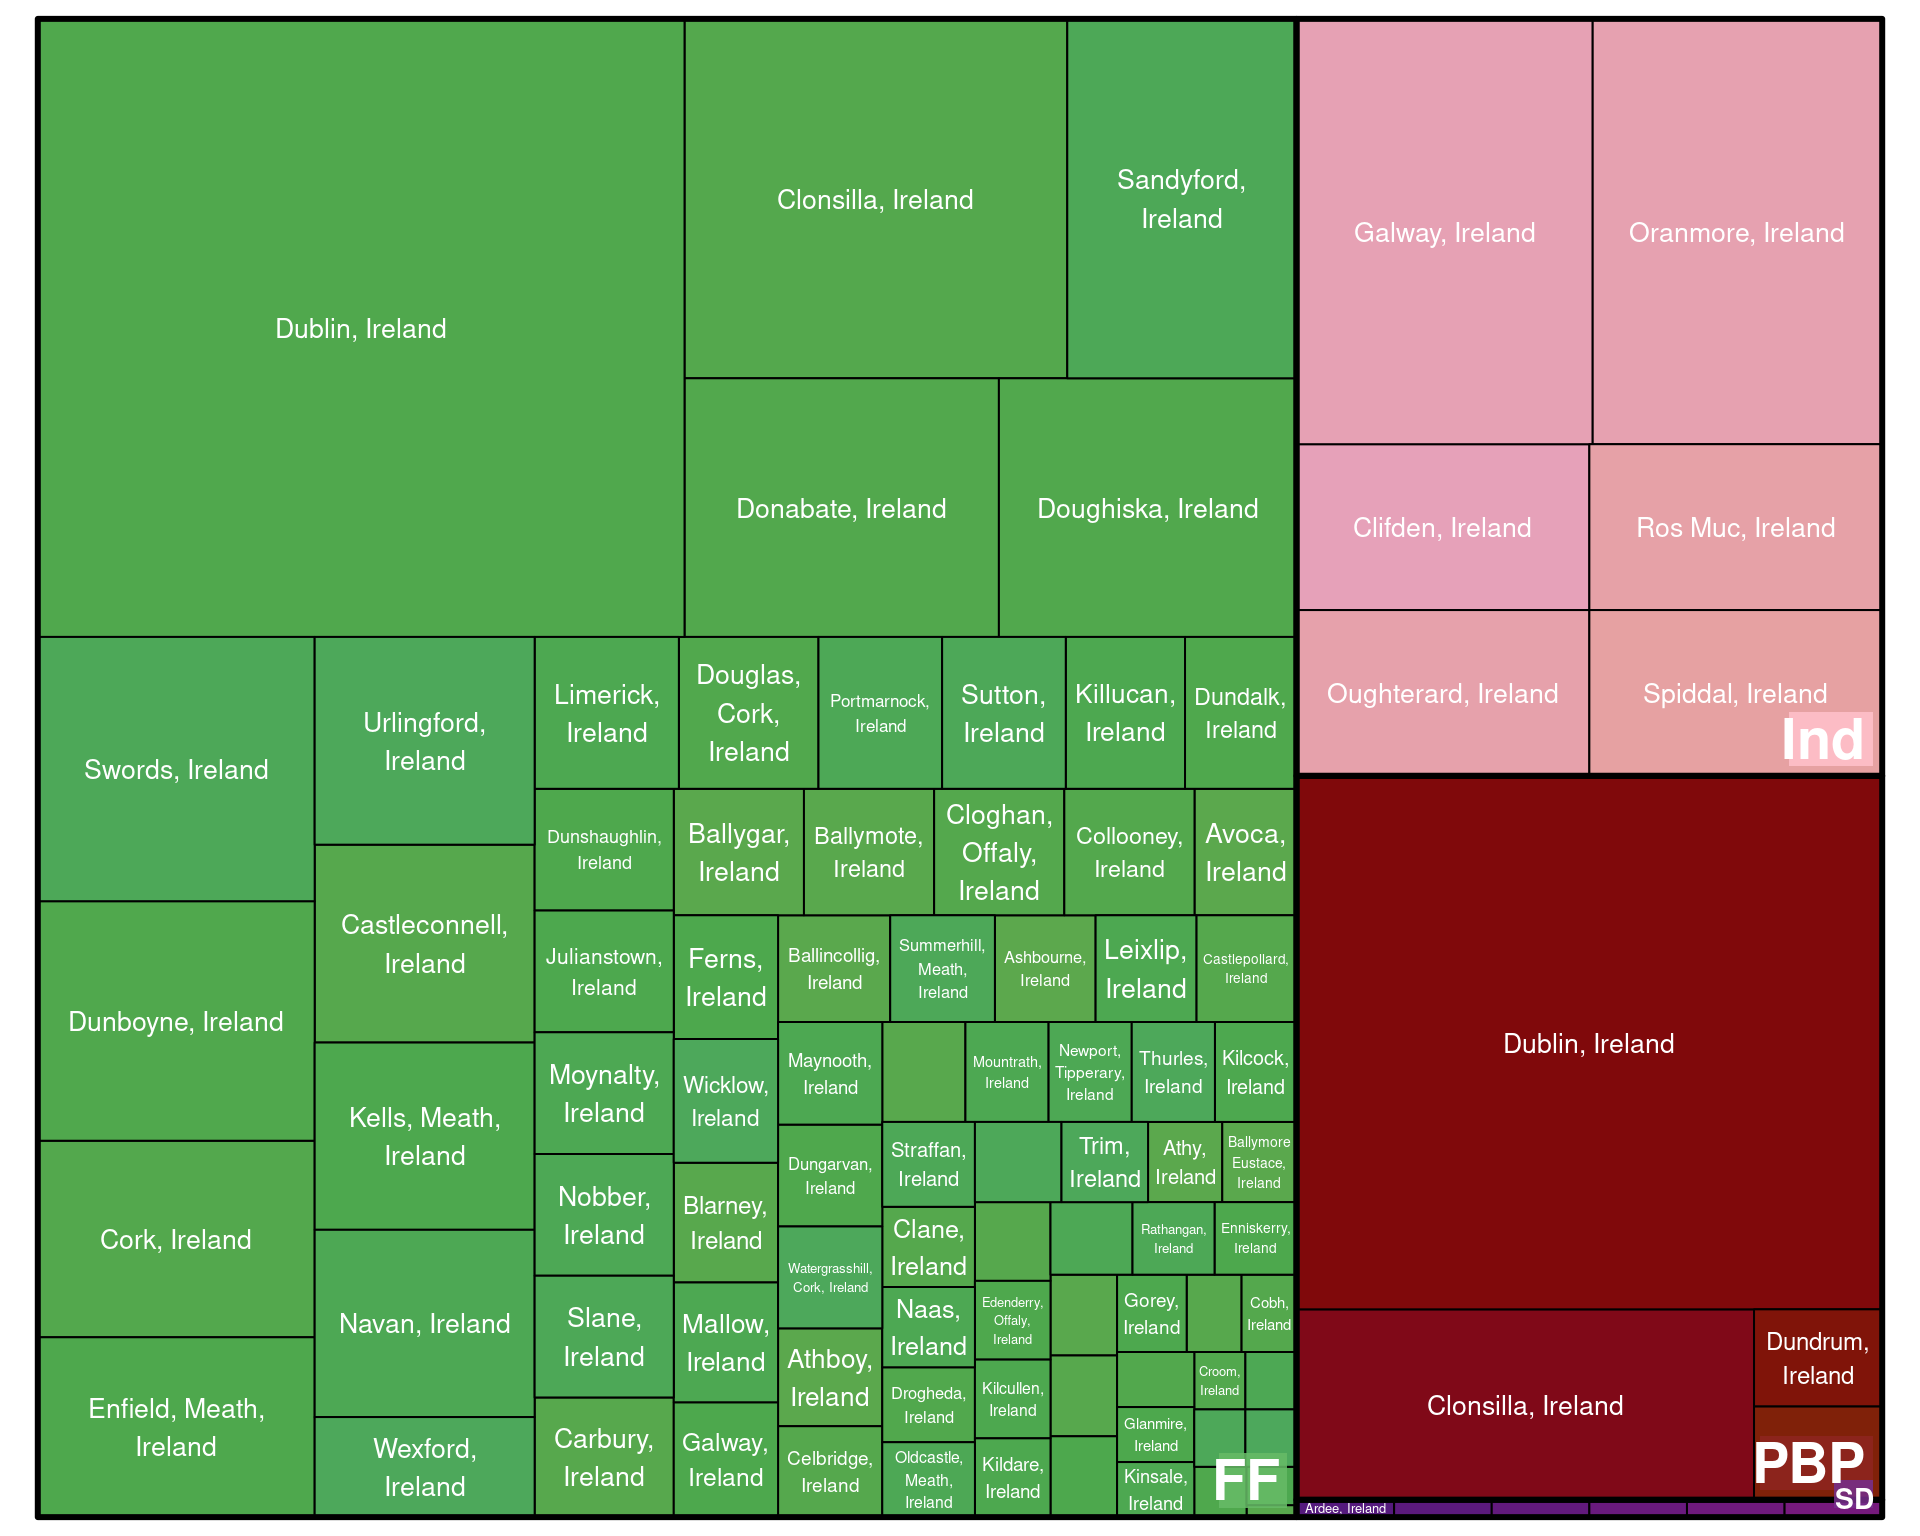 Dublin, Ireland
Clonsilla, Ireland
Sandyford,
Ireland
Donabate, Ireland
Doughiska, Ireland
Swords, Ireland
Dunboyne, Ireland
Cork, Ireland
Enfield, Meath,
Ireland
Urlingford,
Ireland
Castleconnell,
Ireland
Kells, Meath,
Ireland
Navan, Ireland
Wexford,
Ireland
Limerick,
Ireland
Douglas,
Cork,
Ireland
Portmarnock,
Ireland
Sutton,
Ireland
Killucan,
Ireland
Dundalk,
Ireland
Dunshaughlin,
Ireland
Julianstown,
Ireland
Moynalty,
Ireland
Nobber,
Ireland
Slane,
Ireland
Carbury,
Ireland
Ballygar,
Ireland
Ballymote,
Ireland
Cloghan,
Offaly,
Ireland
Collooney,
Ireland
Avoca,
Ireland
Ferns,
Ireland
Wicklow,
Ireland
Blarney,
Ireland
Mallow,
Ireland
Galway,
Ireland
Ballincollig,
Ireland
Summerhill,
Meath,
Ireland
Ashbourne,
Ireland
Leixlip,
Ireland
Castlepollard,
Ireland
Maynooth,
Ireland
Dungarvan,
Ireland
Watergrasshill,
Cork, Ireland
Athboy,
Ireland
Celbridge,
Ireland
Mountrath,
Ireland
Newport,
Tipperary,
Ireland
Thurles,
Ireland
Kilcock,
Ireland
Straffan,
Ireland
Clane,
Ireland
Naas,
Ireland
Drogheda,
Ireland
Oldcastle,
Meath,
Ireland
Trim,
Ireland
Athy,
Ireland
Ballymore
Eustace,
Ireland
Edenderry,
Offaly,
Ireland
Kilcullen,
Ireland
Kildare,
Ireland
Rathangan,
Ireland
Enniskerry,
Ireland
Gorey,
Ireland
Cobh,
Ireland
Croom,
Ireland
Glanmire,
Ireland
Kinsale,
Ireland
FF
Galway, Ireland
Oranmore, Ireland
Clifden, Ireland
Ros Muc, Ireland
Oughterard, Ireland
Spiddal, Ireland
Ind
Dublin, Ireland
Clonsilla, Ireland
Dundrum,
Ireland
PBP
Ardee, Ireland
SD